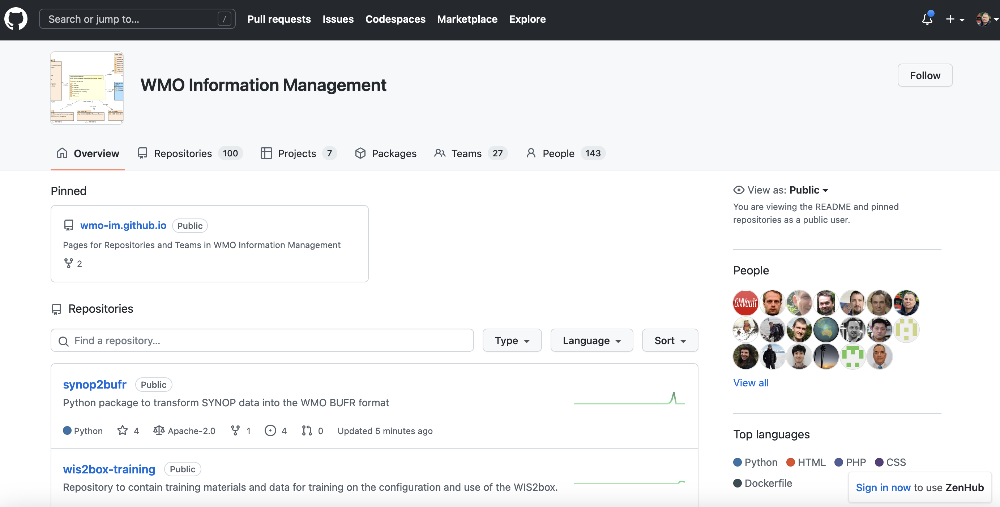 Search or jump to... /
Pull requests Issues Codespaces Marketplace Explore
WMO Information Management
Follow
Overview Repositories 100 Projects 7 Packages Teams 27 People 143
Pinned
wmo-im.github.io Public
Pages for Repositories and Teams in WMO Information Management
2
Repositories
Find a repository...
Type Language Sort
synop2bufr Public
Python package to transform SYNOP data into the WMO BUFR format
Python 4 Apache-2.0 1 4 0 Updated 5 minutes ago
wis2box-training Public
Repository to contain training materials and data for training on the configuration and use of the WIS2box.
View as: Public
You are viewing the README and pinned
repositories as a public user.
People
GMVault
View all
Top languages
Python HTML PHP CSS
Dockerfile
Sign in now to use ZenHub